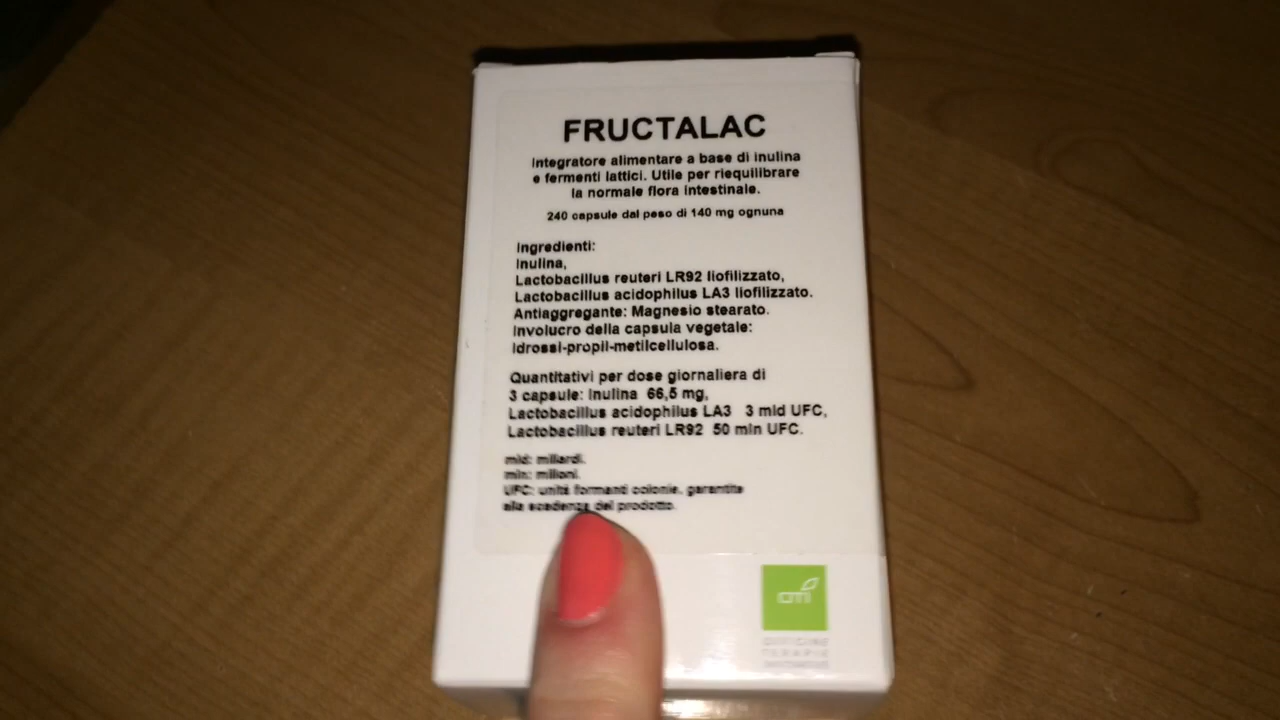 FRUCTALAC
Integratore alimentare a base di inulina
e fermenti lattici. Utile per riequilibrare
la normale flora intestinale.
240 capsule dal peso di 140 mg ognuna
Ingredienti:
Inulina,
Lactobacillus reuteri LR92 liofilizzato,
Lactobacillus acidophilus LA3 liofilizzato.
Antiaggregante: Magnesio stearato.
Involucro della capsula vegetale:
Idrossi-propil-metilcellulosa.
Quantitativi per dose giornaliera di
3 capsule: Inulina 66,5 mg,
Lactobacillus acidophilus LA3 3 mld UFC,
Lactobacillus reuteri LR92 50 mln UFC.
mld: miliardi.
mln: milioni.
UFC: unità formanti colonie, garantite
alla scadenza del prodotto.
OTI
OFFICINE
TERAPIE